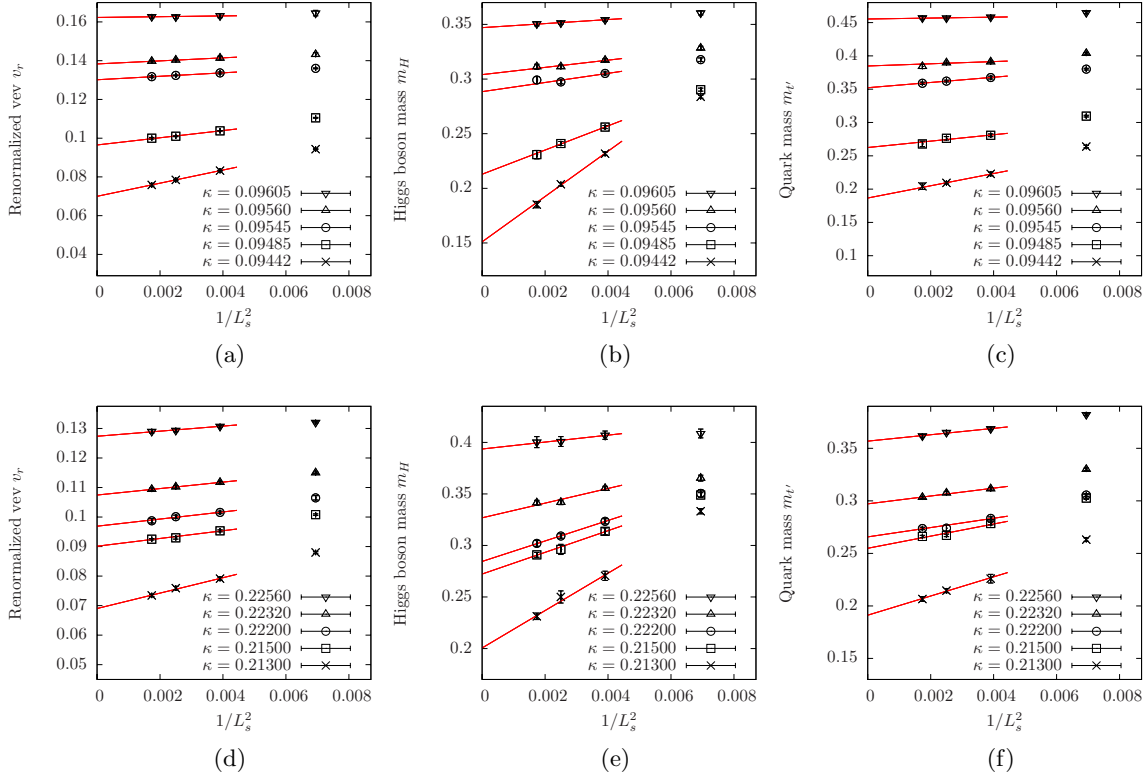 Renormalized vev v_r
0.16
0.14
0.12
0.1
0.08
0.06
0.04
κ = 0.09605
κ = 0.09560
κ = 0.09545
κ = 0.09485
κ = 0.09442
0 0.002 0.004 0.006 0.008
1/L_s^2
(a)
Higgs boson mass m_H
0.35
0.3
0.25
0.2
0.15
κ = 0.09605
κ = 0.09560
κ = 0.09545
κ = 0.09485
κ = 0.09442
0 0.002 0.004 0.006 0.008
1/L_s^2
(b)
Quark mass m_{t'}
0.45
0.4
0.35
0.3
0.25
0.2
0.15
0.1
κ = 0.09605
κ = 0.09560
κ = 0.09545
κ = 0.09485
κ = 0.09442
0 0.002 0.004 0.006 0.008
1/L_s^2
(c)
Renormalized vev v_r
0.13
0.12
0.11
0.1
0.090
0.08
0.07
0.06
0.05
κ = 0.22560
κ = 0.22320
κ = 0.22200
κ = 0.21500
κ = 0.21300
0 0.002 0.004 0.006 0.008
1/L_s^2
(d)
Higgs boson mass m_H
0.4
0.35
0.3
0.25
0.2
κ = 0.22560
κ = 0.22320
κ = 0.22200
κ = 0.21500
κ = 0.21300
0 0.002 0.004 0.006 0.008
1/L_s^2
(e)
Quark mass m_{t'}
0.35
0.3
0.25
0.2
0.15
κ = 0.22560
κ = 0.22320
κ = 0.22200
κ = 0.21500
κ = 0.21300
0 0.002 0.004 0.006 0.008
1/L_s^2
(f)